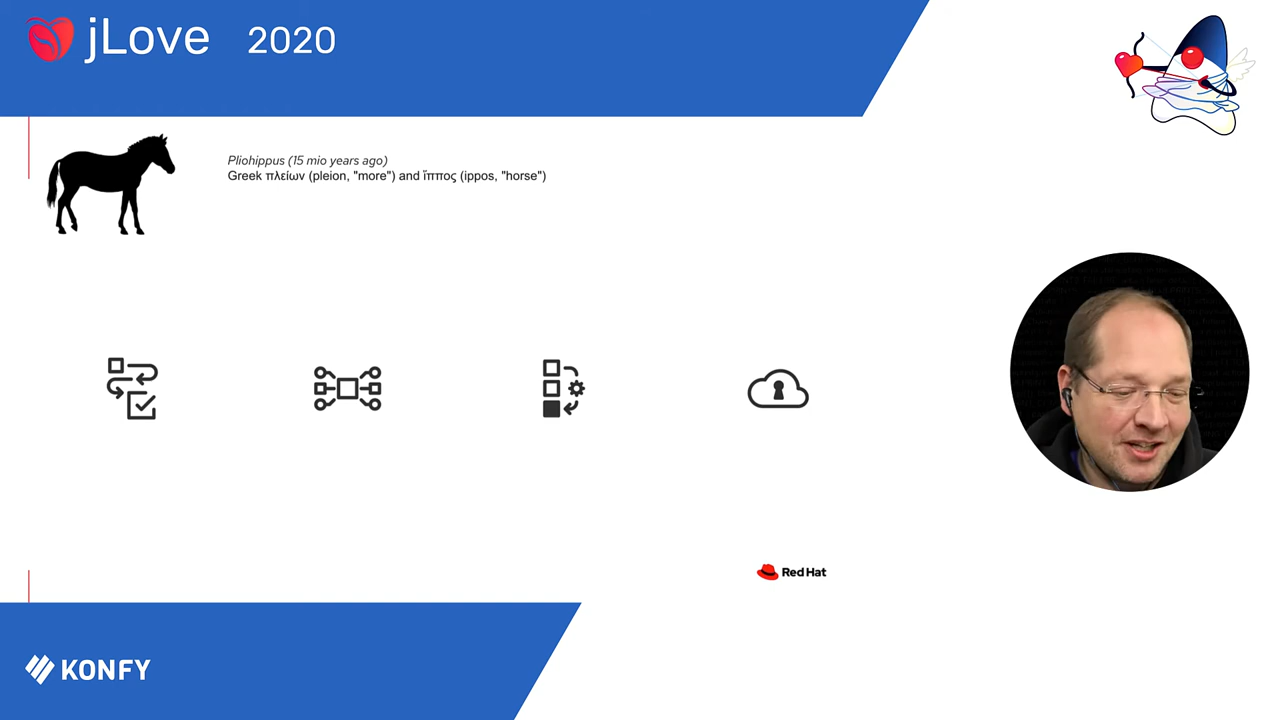 jLove 2020
Pliohippus (15 mio years ago)
Greek πλείων (pleion, "more") and ἵππος (ippos, "horse")
Red Hat
KONFY